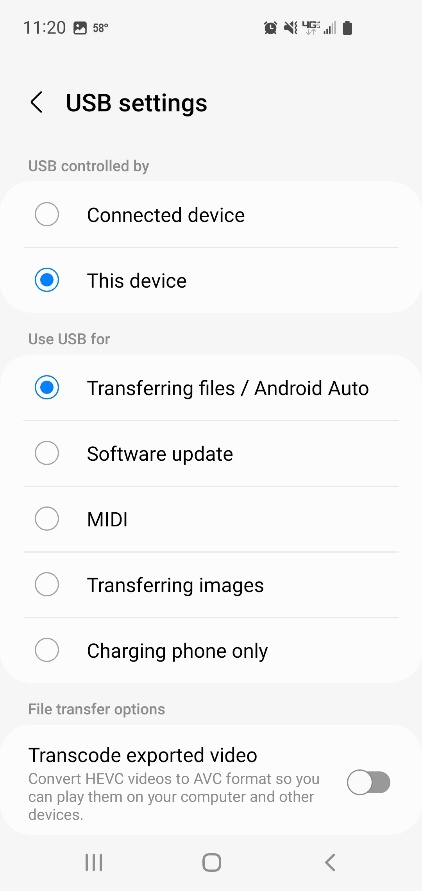 11:20 58°
4G
USB settings
USB controlled by
Connected device
This device
Use USB for
Transferring files / Android Auto
Software update
MIDI
Transferring images
Charging phone only
File transfer options
Transcode exported video
Convert HEVC videos to AVC format so you
can play them on your computer and other
devices.